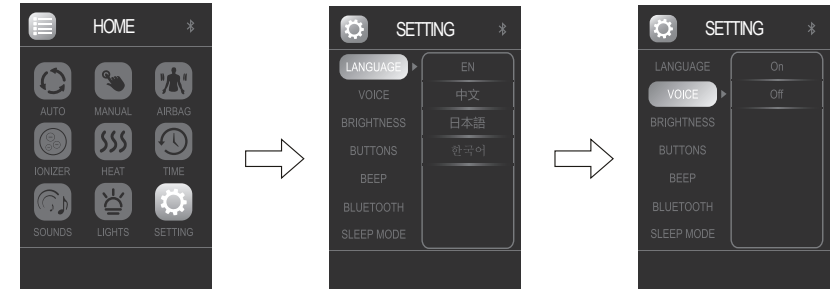 HOME
AUTO MANUAL AIRBAG
IONIZER HEAT TIME
SOUNDS LIGHTS SETTING
SETTING
LANGUAGE
VOICE
BRIGHTNESS
BUTTONS
BEEP
BLUETOOTH
SLEEP MODE
EN
中文
日本語
한국어
SETTING
LANGUAGE
VOICE
BRIGHTNESS
BUTTONS
BEEP
BLUETOOTH
SLEEP MODE
On
Off